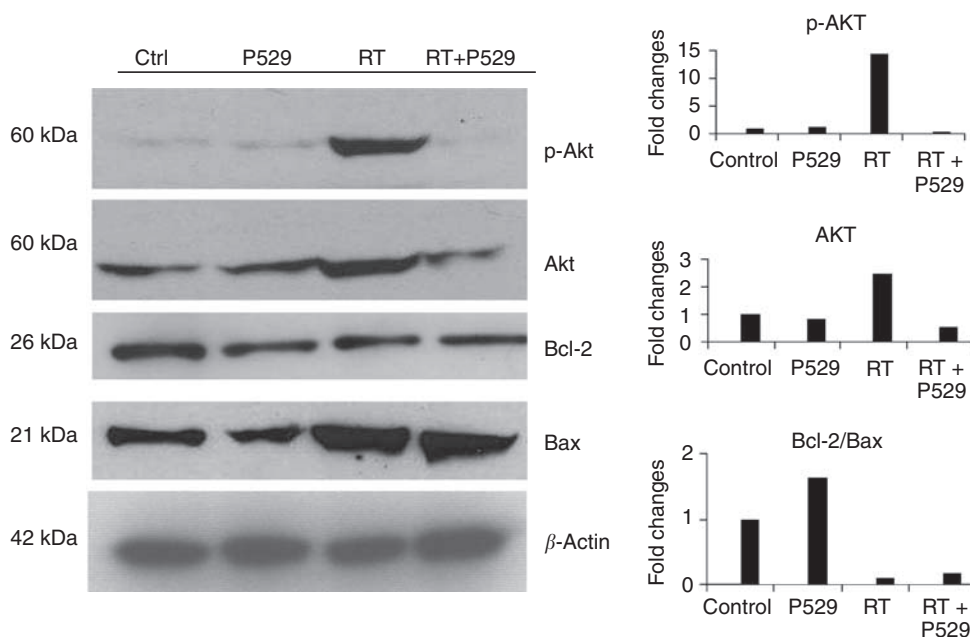 Ctrl P529 RT RT+P529
60 kDa p-Akt
60 kDa Akt
26 kDa Bcl-2
21 kDa Bax
42 kDa β-Actin
p-AKT
Fold changes
15
10
5
0
Control P529 RT RT +
P529
AKT
Fold changes
3
2
1
0
Control P529 RT RT +
P529
Bcl-2/Bax
Fold changes
2
1
0
Control P529 RT RT +
P529